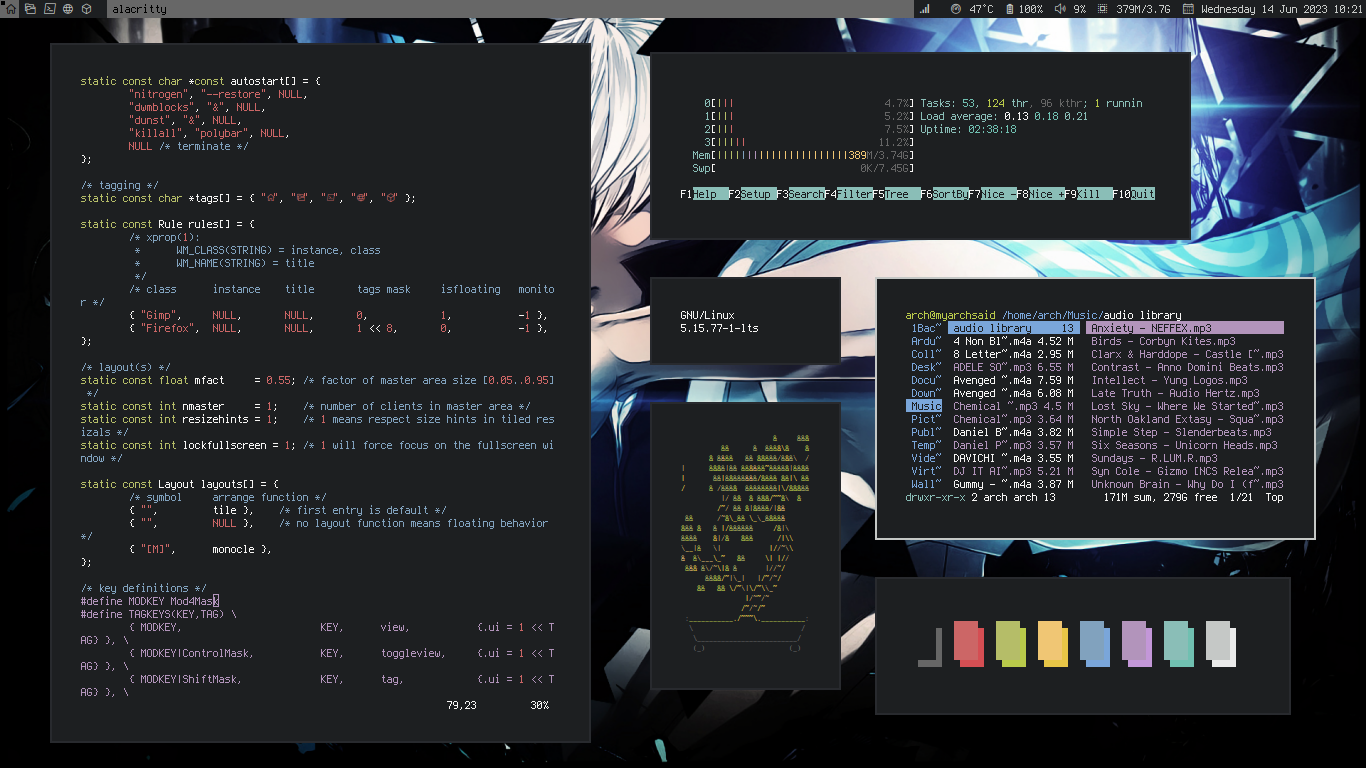 alacritty
47°C 100% 9% 379M/3.7G Wednesday 14 Jun 2023 10:21
static const char *const autostart[] = {
"nitrogen", "--restore", NULL,
"dwmblocks", "&", NULL,
"dunst", "&", NULL,
"killall", "polybar", NULL,
NULL /* terminate */
};
/* tagging */
static const char *tags[] = { "", "", "", "", "" };
static const Rule rules[] = {
/* xprop(1):
* WM_CLASS(STRING) = instance, class
* WM_NAME(STRING) = title
*/
/* class instance title tags mask isfloating monito
r */
{ "Gimp", NULL, NULL, 0, 1, -1 },
{ "Firefox", NULL, NULL, 1 << 8, 0, -1 },
};
/* layout(s) */
static const float mfact = 0.55; /* factor of master area size [0.05..0.95]
*/
static const int nmaster = 1; /* number of clients in master area */
static const int resizehints = 1; /* 1 means respect size hints in tiled res
izals */
static const int lockfullscreen = 1; /* 1 will force focus on the fullscreen wi
ndow */
static const Layout layouts[] = {
/* symbol arrange function */
{ "", tile }, /* first entry is default */
{ "", NULL }, /* no layout function means floating behavior
*/
{ "[M]", monocle },
};
/* key definitions */
#define MODKEY Mod4Mask
#define TAGKEYS(KEY,TAG) \
{ MODKEY, KEY, view, {.ui = 1 << T
AG} }, \
{ MODKEY|ControlMask, KEY, toggleview, {.ui = 1 << T
AG} }, \
{ MODKEY|ShiftMask, KEY, tag, {.ui = 1 << T
AG} }, \
79,23 30%
0[||| 4.7%] Tasks: 53, 124 thr, 96 kthr; 1 runnin
1[||| 5.2%] Load average: 0.13 0.18 0.21
2[||| 7.5%] Uptime: 02:38:18
3[||||| 11.2%]
Mem[||||||||||||||||||||||389M/3.74G]
Swp[ 0K/7.45G]
F1Help F2Setup F3SearchF4FilterF5Tree F6SortByF7Nice -F8Nice +F9Kill F10Quit
GNU/Linux
5.15.77-1-lts
arch@myarchsaid /home/arch/Music/audio library
1Bac~ audio library 13 Anxiety - NEFFEX.mp3
Ardu~ 4 Non Bl~.m4a 4.52 M Birds - Corbyn Kites.mp3
Coll~ 8 Letter~.m4a 2.95 M Clarx & Harddope - Castle [~.mp3
Desk~ ADELE SO~.mp3 6.55 M Contrast - Anno Domini Beats.mp3
Docu~ Avenged ~.m4a 7.59 M Intellect - Yung Logos.mp3
Down~ Avenged ~.m4a 6.08 M Late Truth - Audio Hertz.mp3
Music Chemical ~.mp3 4.5 M Lost Sky - Where We Started~.mp3
Pict~ Chemical~.mp3 3.64 M North Oakland Extasy - Squa~.mp3
Publ~ Daniel B~.m4a 3.82 M Simple Step - Slenderbeats.mp3
Temp~ Daniel P~.mp3 3.57 M Six Seasons - Unicorn Heads.mp3
Vide~ DAVICHI ~.m4a 3.55 M Sundays - R.LUM.R.mp3
Virt~ DJ IT AI~.mp3 5.21 M Syn Cole - Gizmo [NCS Relea~.mp3
Wall~ Gummy - ~.m4a 3.87 M Unknown Brain - Why Do I (f~.mp3
drwxr-xr-x 2 arch arch 13 171M sum, 279G free 1/21 Top